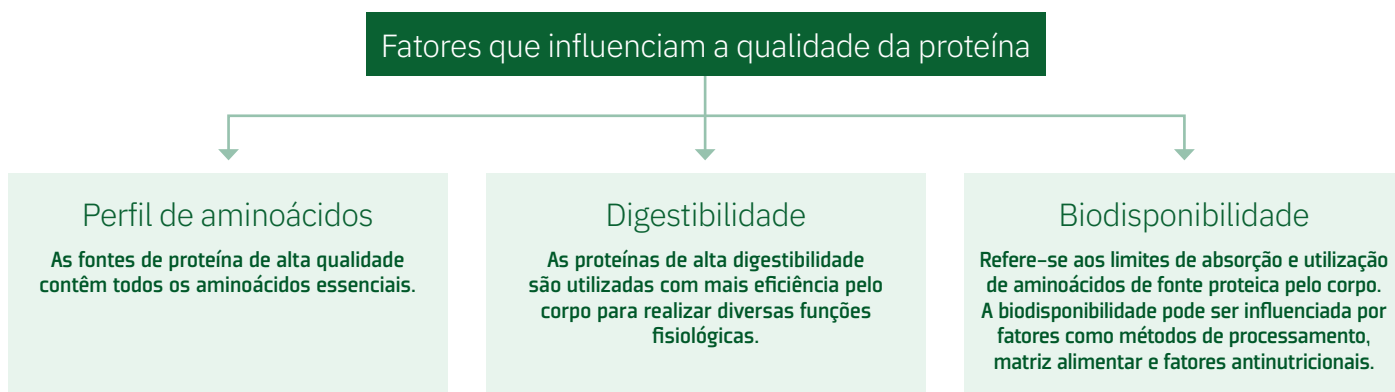 Fatores que influenciam a qualidade da proteína
Perfil de aminoácidos
As fontes de proteína de alta qualidade
contêm todos os aminoácidos essenciais.
Digestibilidade
As proteínas de alta digestibilidade
são utilizadas com mais eficiência pelo
corpo para realizar diversas funções
fisiológicas.
Biodisponibilidade
Refere-se aos limites de absorção e utilização
de aminoácidos de fonte proteica pelo corpo.
A biodisponibilidade pode ser influenciada por
fatores como métodos de processamento,
matriz alimentar e fatores antinutricionais.